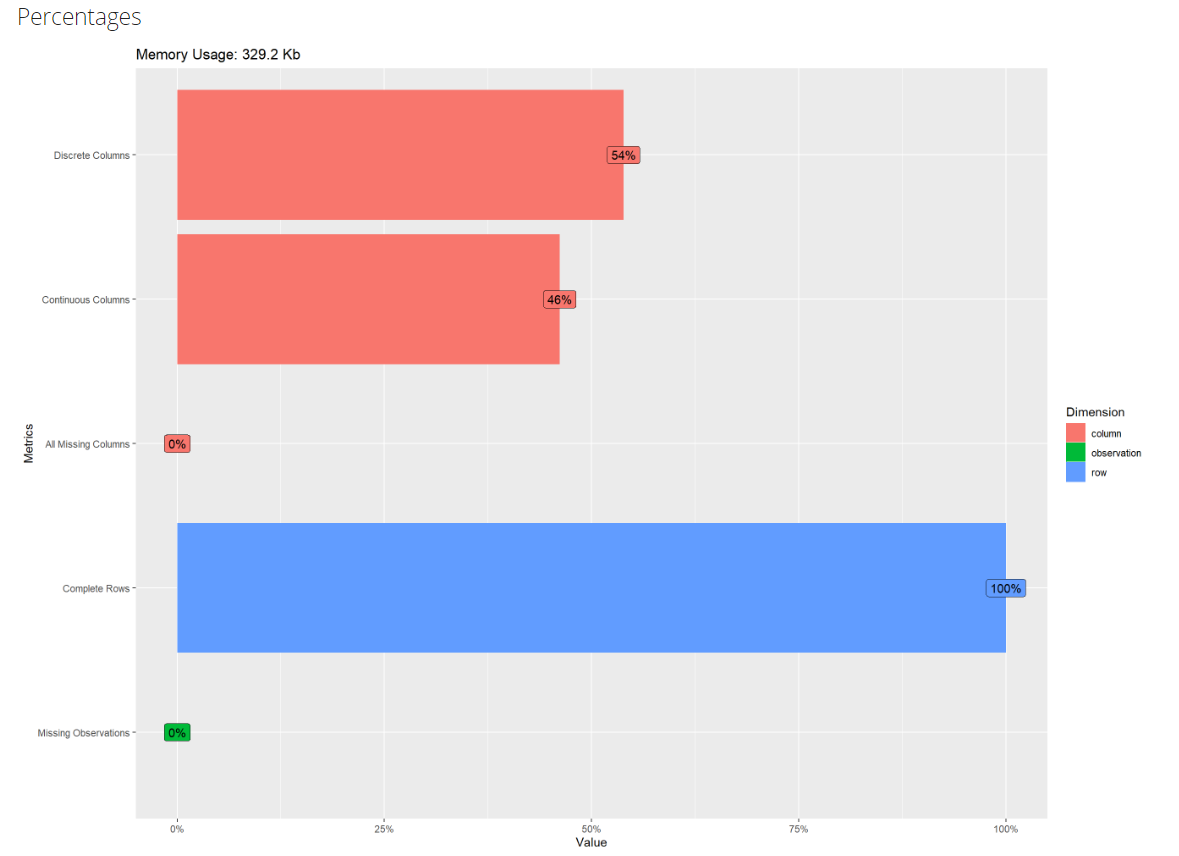 Percentages
Memory Usage: 329.2 Kb
Discrete Columns
54%
Continuous Columns
46%
All Missing Columns
0%
Complete Rows
100%
Missing Observations
0%
Metrics
0% 25% 50% 75% 100%
Value
Dimension
column
observation
row